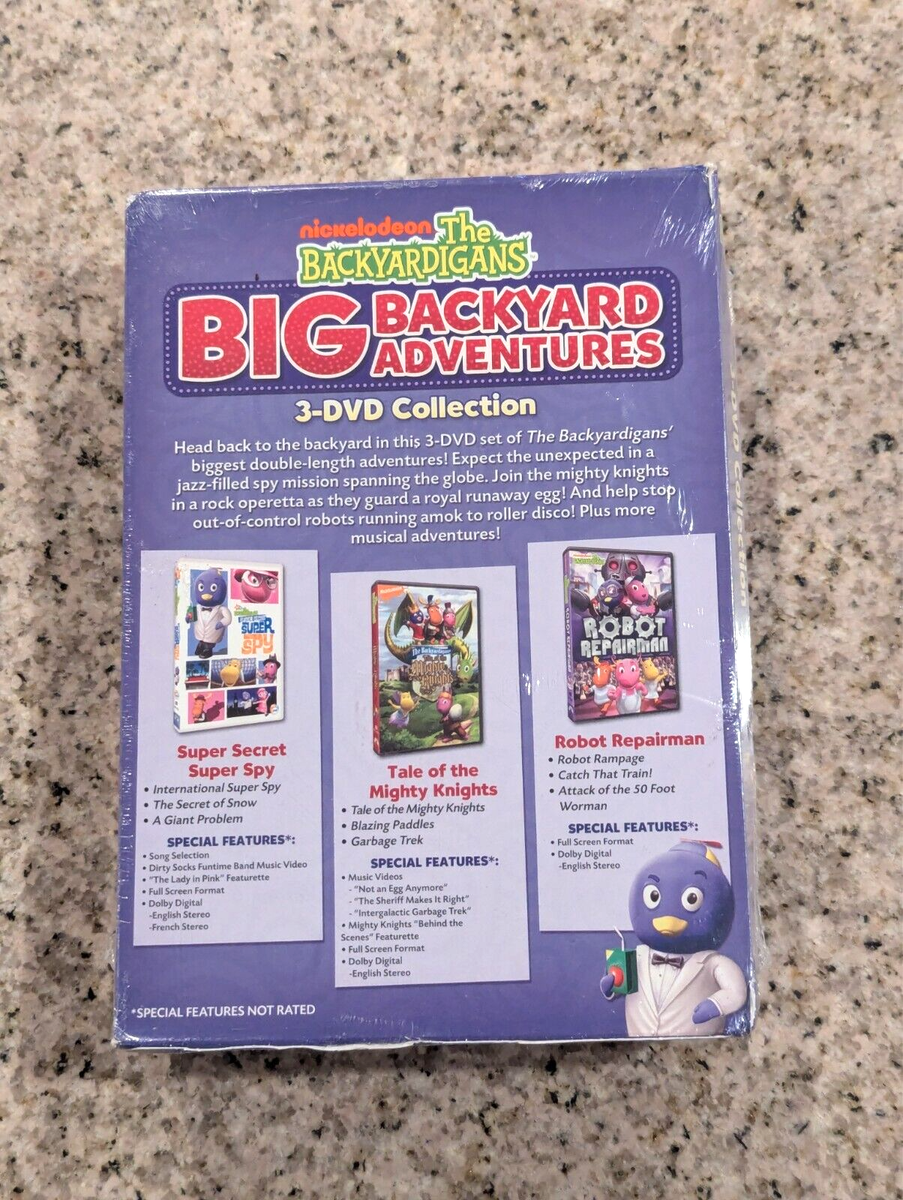 nickelodeon The
BACKYARDIGANS
BIG BACKYARD
ADVENTURES
3-DVD Collection
Head back to the backyard in this 3-DVD set of The Backyardigans'
biggest double-length adventures! Expect the unexpected in a
jazz-filled spy mission spanning the globe. Join the mighty knights
in a rock operetta as they guard a royal runaway egg! And help stop
out-of-control robots running amok to roller disco! Plus more
musical adventures!
SUPER
SPY
Super Secret
Super Spy
• International Super Spy
• The Secret of Snow
• A Giant Problem
SPECIAL FEATURES*:
• Song Selection
• Dirty Socks Funtime Band Music Video
• "The Lady in Pink" Featurette
• Full Screen Format
• Dolby Digital
-English Stereo
-French Stereo
The Backyardigans
Mighty Knights
Tale of the
Mighty Knights
• Tale of the Mighty Knights
• Blazing Paddles
• Garbage Trek
SPECIAL FEATURES*:
• Music Videos
- "Not an Egg Anymore"
- "The Sheriff Makes It Right"
- "Intergalactic Garbage Trek"
• Mighty Knights "Behind the
Scenes" Featurette
• Full Screen Format
• Dolby Digital
-English Stereo
ROBOT
REPAIRMAN
Robot Repairman
• Robot Rampage
• Catch That Train!
• Attack of the 50 Foot
Worman
SPECIAL FEATURES*:
• Full Screen Format
• Dolby Digital
-English Stereo
*SPECIAL FEATURES NOT RATED